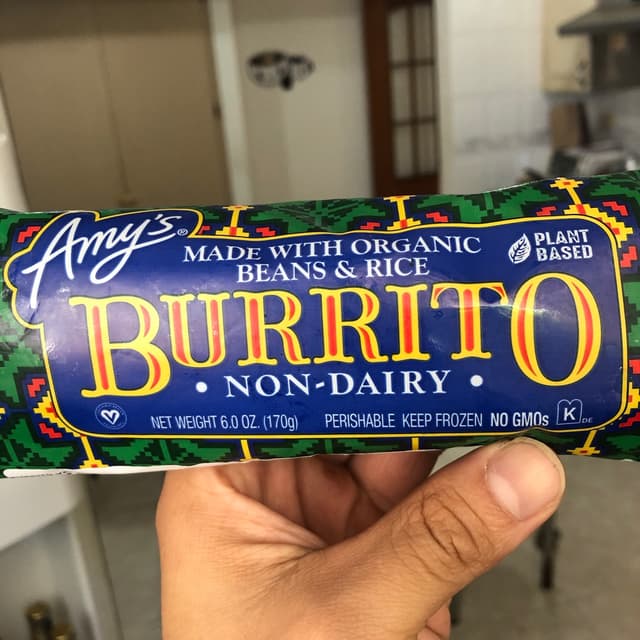 Amy's®
MADE WITH ORGANIC
BEANS & RICE
PLANT
BASED
BURRITO
• NON-DAIRY •
NET WEIGHT 6.0 OZ. (170g) PERISHABLE KEEP FROZEN NO GMOs K DE